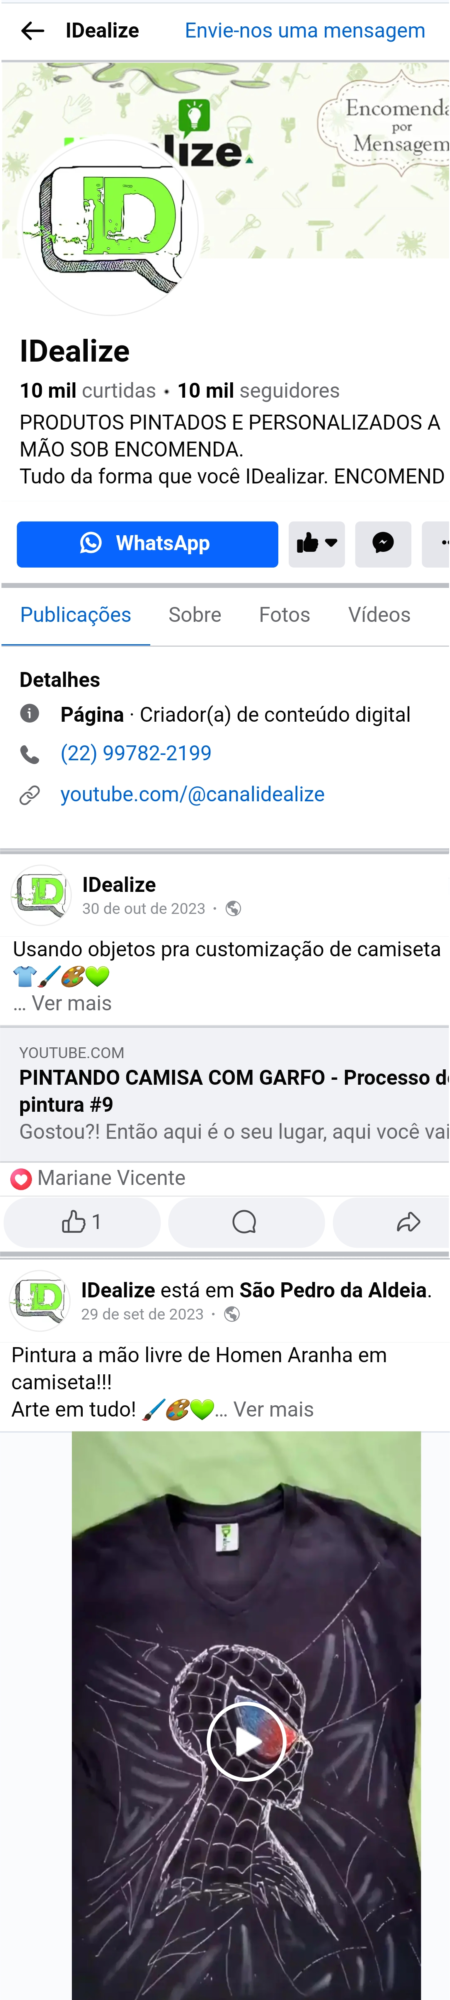 IDealize
Envie-nos uma mensagem
lize.
Encomenda
por
Mensagem
ID
IDealize
10 mil curtidas • 10 mil seguidores
PRODUTOS PINTADOS E PERSONALIZADOS A
MÃO SOB ENCOMENDA.
Tudo da forma que você IDealizar. ENCOMEND
WhatsApp
Publicações
Sobre
Fotos
Vídeos
Detalhes
Página · Criador(a) de conteúdo digital
(22) 99782-2199
youtube.com/@canalidealize
ID
IDealize
30 de out de 2023 ·
Usando objetos pra customização de camiseta
👕🖌️🎨💚
... Ver mais
YOUTUBE.COM
PINTANDO CAMISA COM GARFO - Processo d
pintura #9
Gostou?! Então aqui é o seu lugar, aqui você vai
Mariane Vicente
1
ID
IDealize está em São Pedro da Aldeia.
29 de set de 2023 ·
Pintura a mão livre de Homen Aranha em
camiseta!!!
Arte em tudo! 🖌️🎨💚... Ver mais